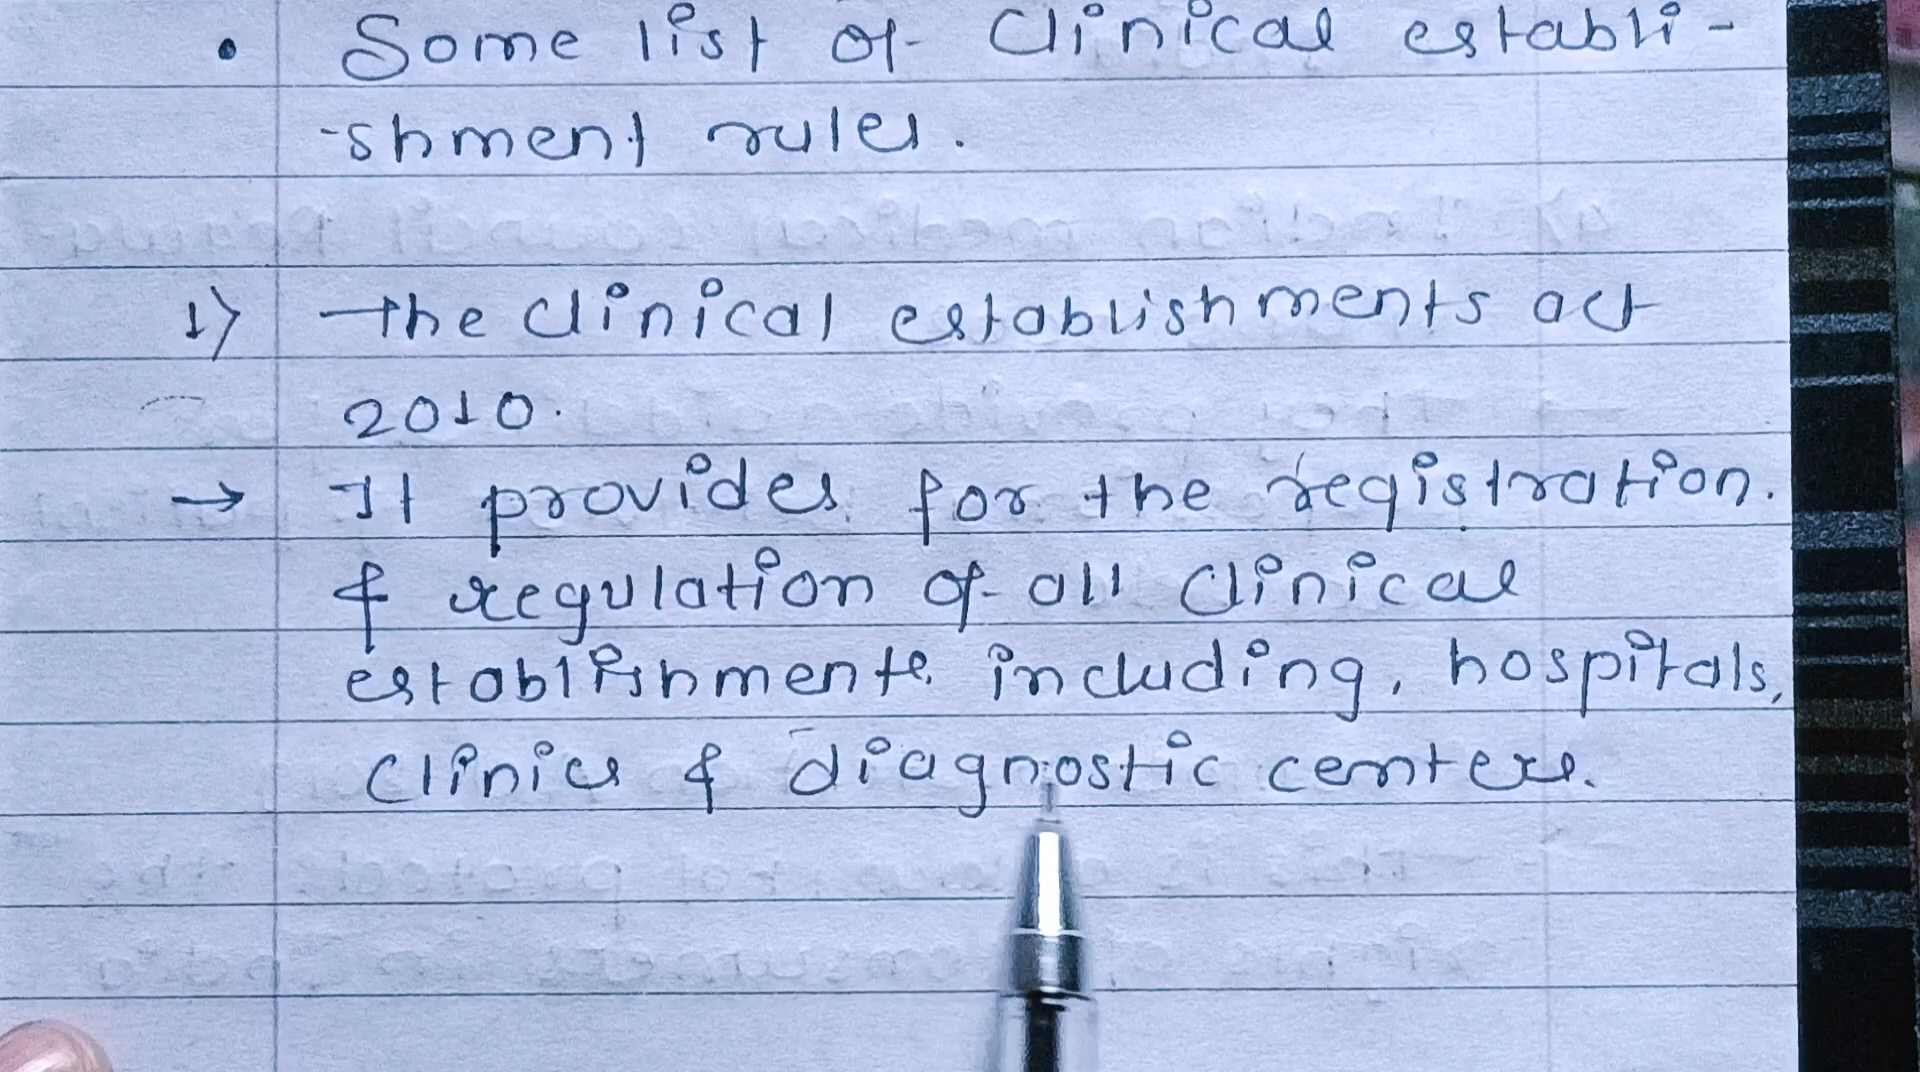 • Some list of Clinical establi-
-shment rules.
1) The Clinical establishments act
2010.
→ It provides for the registration.
& regulation of all Clinical
establishments including, hospitals,
Clinics & diagnostic centers.